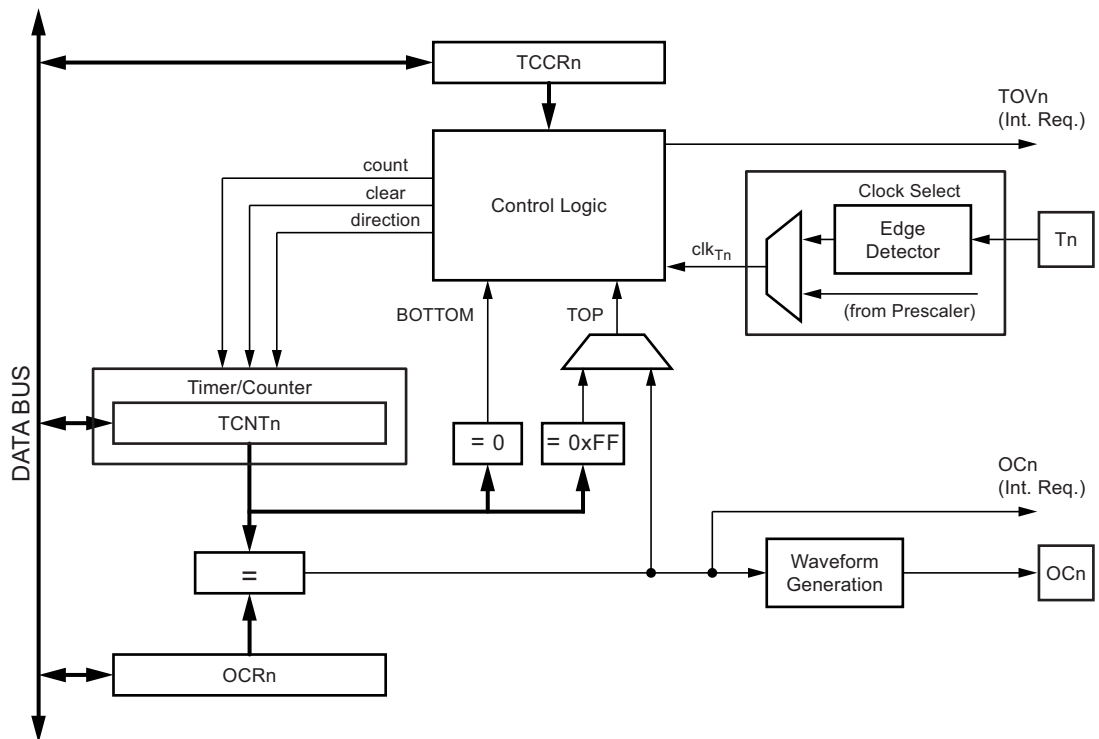 TCCRn
TOVn
(Int. Req.)
count
clear
direction
Control Logic
Clock Select
Edge
Detector
Tn
clkTn
(from Prescaler)
BOTTOM
TOP
DATA BUS
Timer/Counter
TCNTn
= 0
= 0xFF
OCn
(Int. Req.)
=
Waveform
Generation
OCn
OCRn